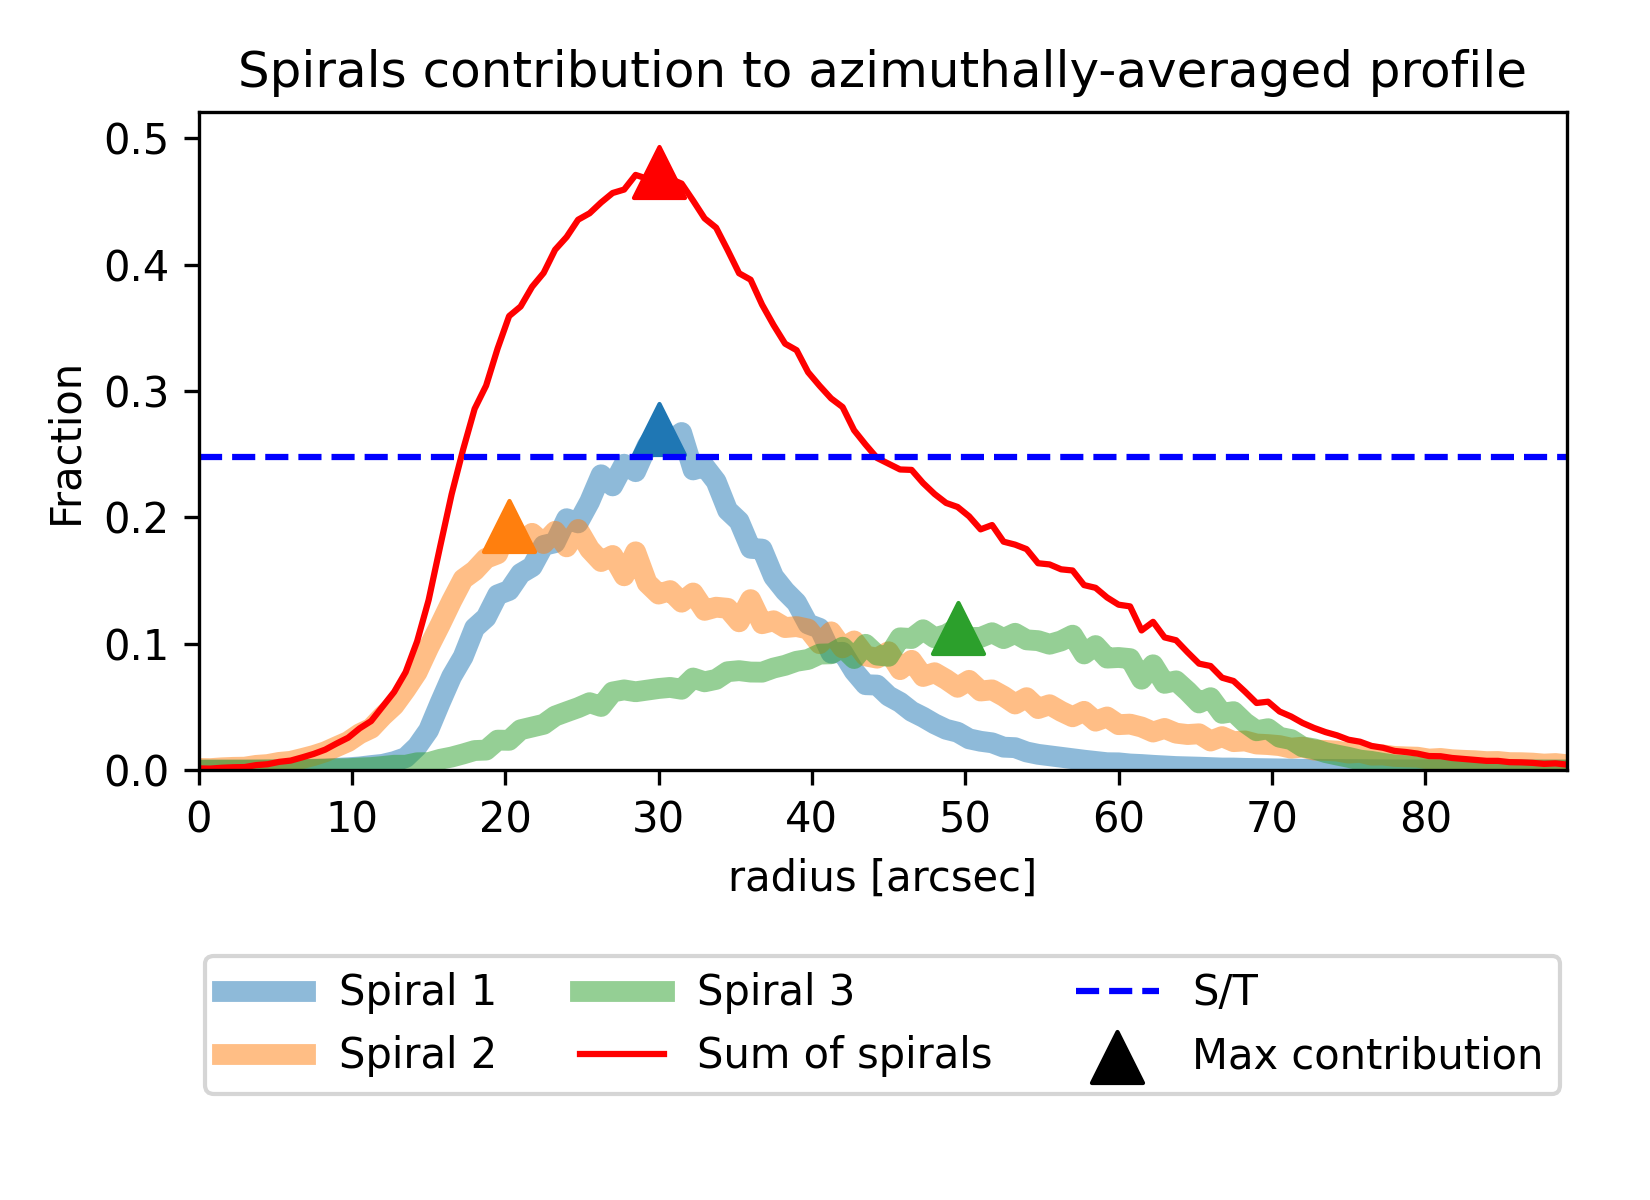 Spirals contribution to azimuthally-averaged profile
0.5
0.4
0.3
0.2
0.1
0.0
Fraction
0 10 20 30 40 50 60 70 80
radius [arcsec]
Spiral 1 Spiral 3 S/T
Spiral 2 Sum of spirals Max contribution